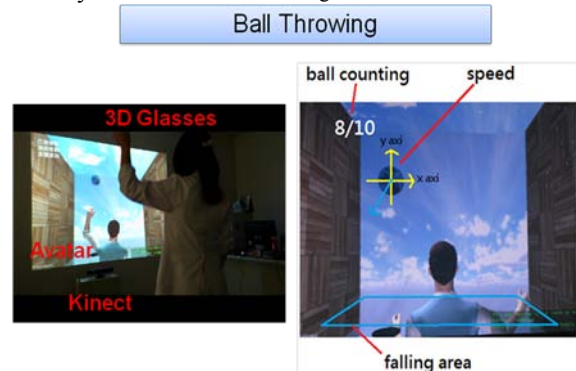 Ball Throwing
ball counting
speed
3D Glasses
8/10
y axi
x axi
Avatar
Kinect
falling area